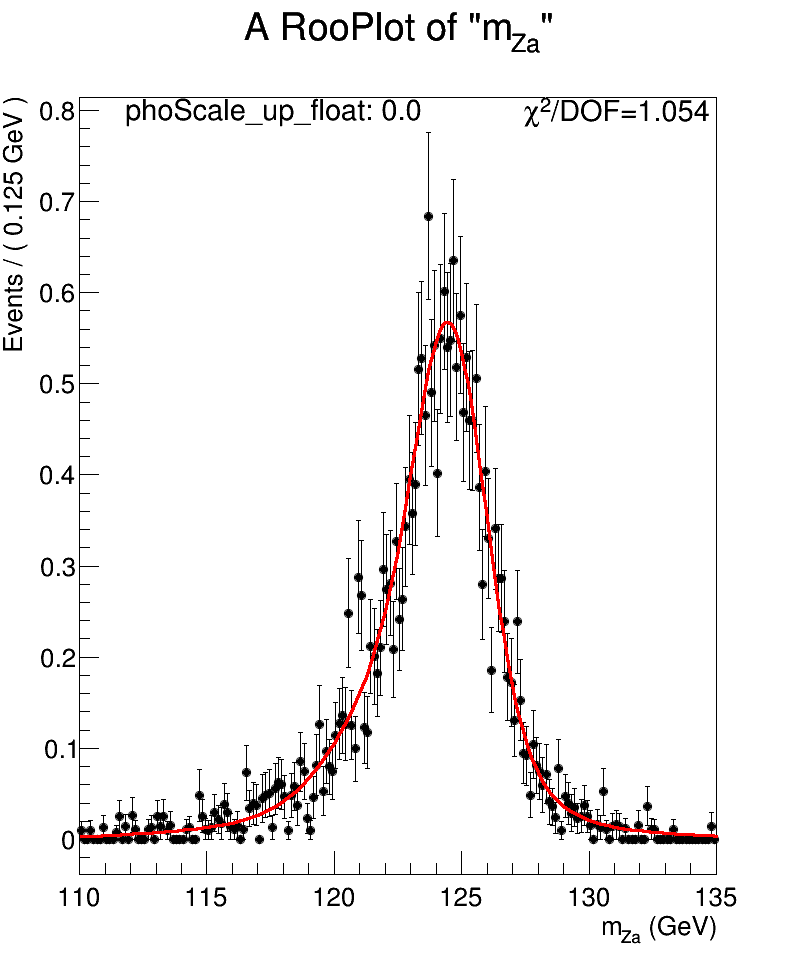 A RooPlot of "m_Za"
phoScale_up_float: 0.0
χ²/DOF=1.054
Events / ( 0.125 GeV )
0.8
0.7
0.6
0.5
0.4
0.3
0.2
0.1
0
110 115 120 125 130 135
m_Za (GeV)